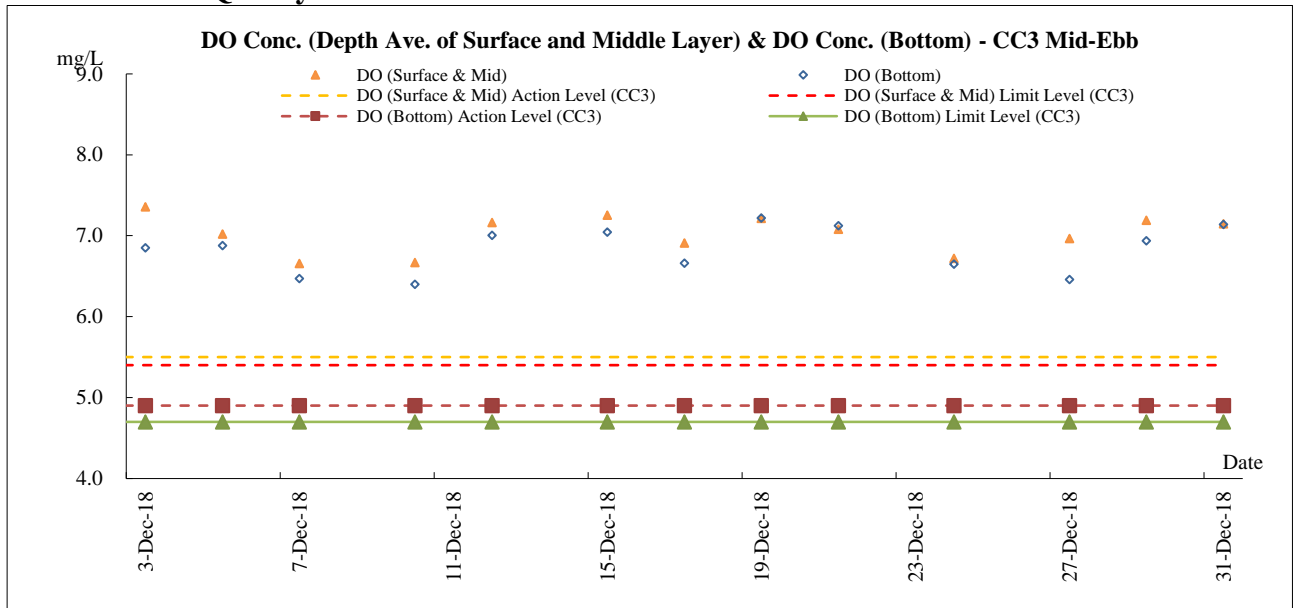 DO Conc. (Depth Ave. of Surface and Middle Layer) & DO Conc. (Bottom) - CC3 Mid-Ebb
mg/L
DO (Surface & Mid)
DO (Bottom)
DO (Surface & Mid) Action Level (CC3)
DO (Surface & Mid) Limit Level (CC3)
DO (Bottom) Action Level (CC3)
DO (Bottom) Limit Level (CC3)
9.0
8.0
7.0
6.0
5.0
4.0
Date
3-Dec-18
7-Dec-18
11-Dec-18
15-Dec-18
19-Dec-18
23-Dec-18
27-Dec-18
31-Dec-18